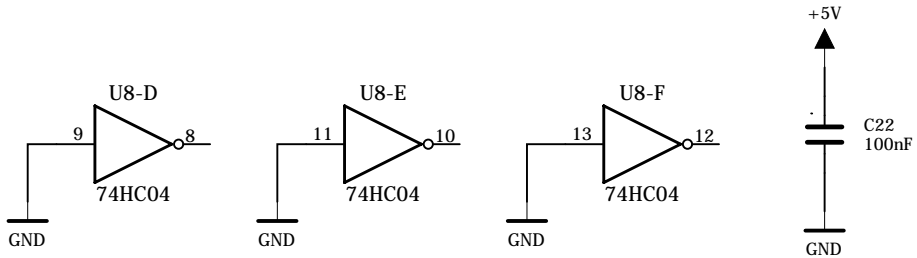 +5V
U8-D
U8-E
U8-F
9
8
11
10
13
12
C22
100nF
74HC04
74HC04
74HC04
GND
GND
GND
GND